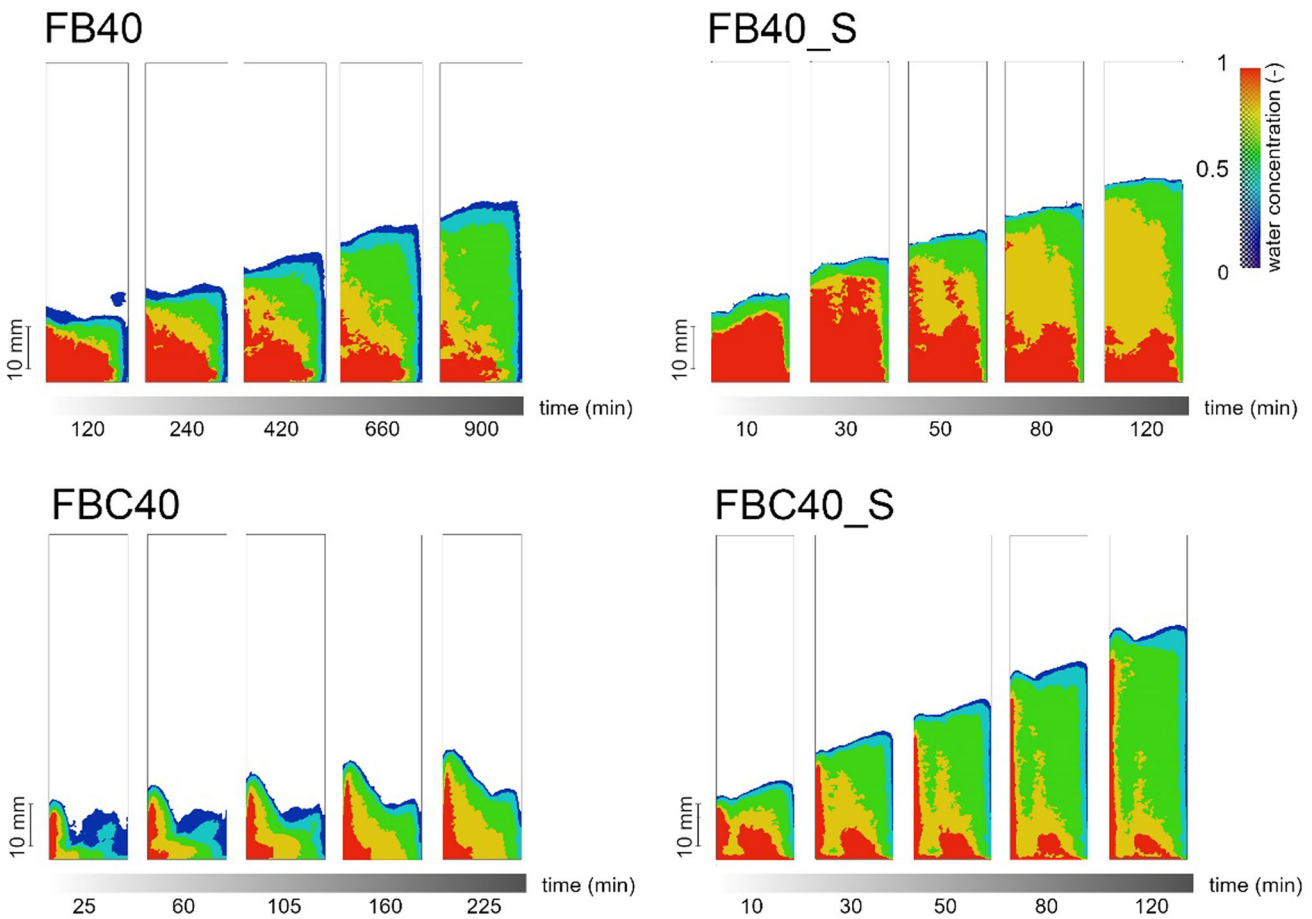 FB40
FB40_S
1
0.5
0
water concentration (-)
10 mm
10 mm
time (min)
120 240 420 660 900
time (min)
10 30 50 80 120
FBC40
FBC40_S
10 mm
10 mm
time (min)
25 60 105 160 225
time (min)
10 30 50 80 120